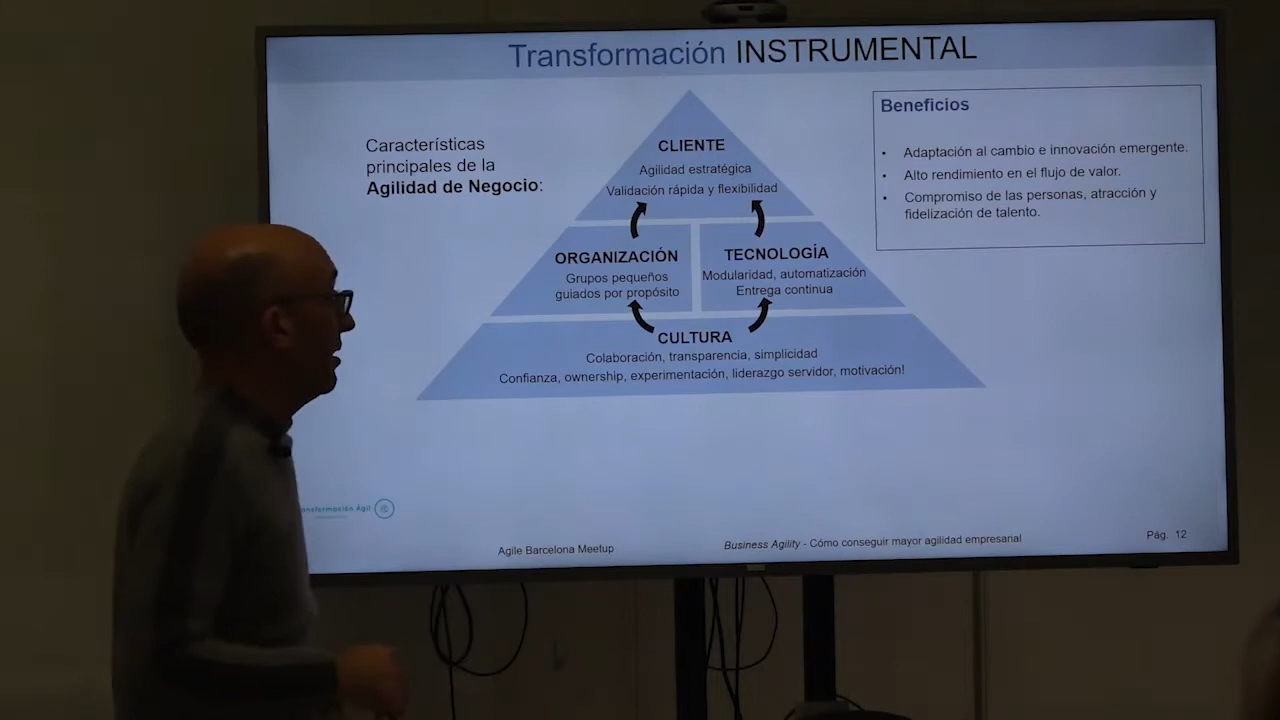 Transformación INSTRUMENTAL
Características
principales de la
Agilidad de Negocio:
CLIENTE
Agilidad estratégica
Validación rápida y flexibilidad
ORGANIZACIÓN
Grupos pequeños
guiados por propósito
TECNOLOGÍA
Modularidad, automatización
Entrega continua
CULTURA
Colaboración, transparencia, simplicidad
Confianza, ownership, experimentación, liderazgo servidor, motivación!
Beneficios
• Adaptación al cambio e innovación emergente.
• Alto rendimiento en el flujo de valor.
• Compromiso de las personas, atracción y
fidelización de talento.
Ágil
Agile Barcelona Meetup
Business Agility - Cómo conseguir mayor agilidad empresarial
Pág. 12